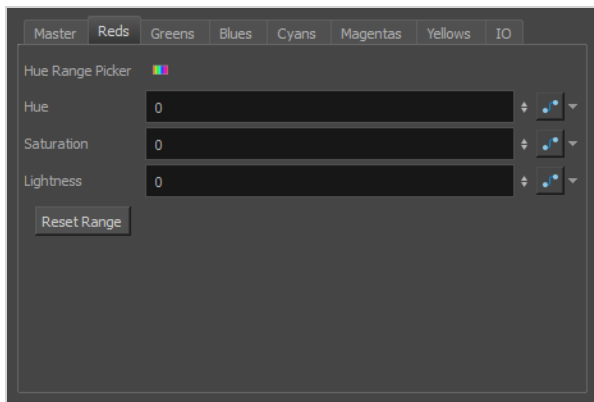 Master Reds Greens Blues Cyans Magentas Yellows IO
Hue Range Picker
Hue 0
Saturation 0
Lightness 0
Reset Range